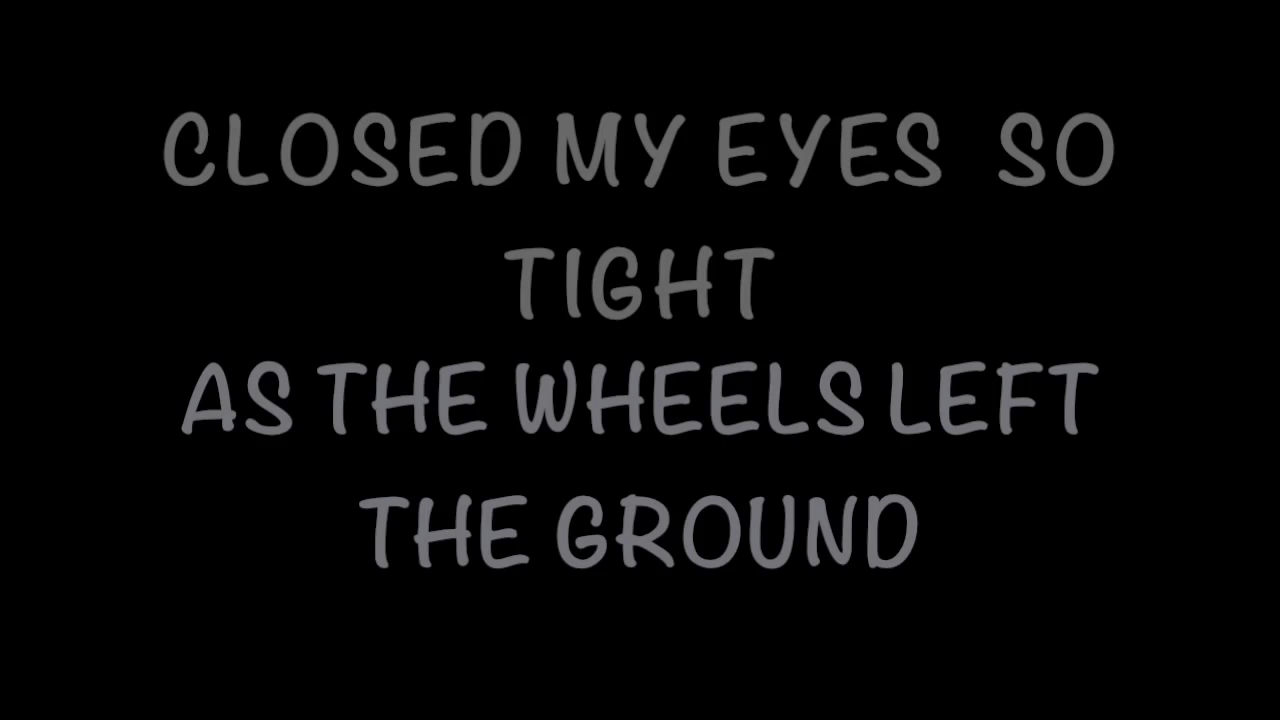 CLOSED MY EYES  SO
TIGHT
AS THE WHEELS LEFT
THE GROUND